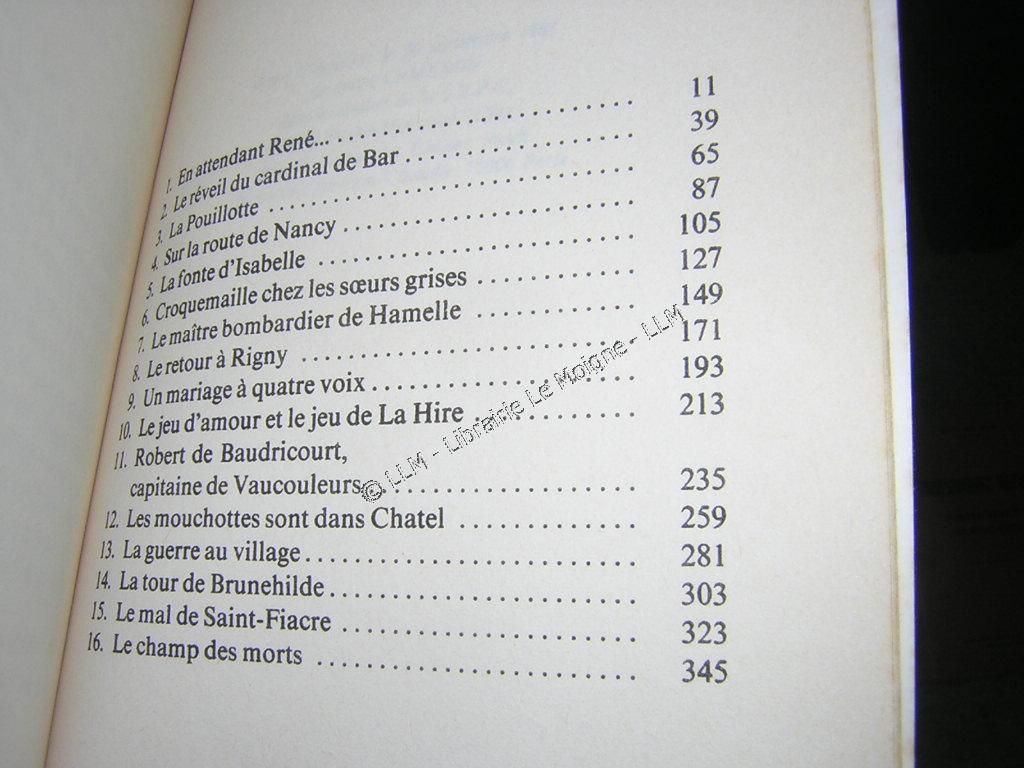 1. En attendant René... 11
2. Le réveil du cardinal de Bar 39
3. La Pouillotte 65
4. Sur la route de Nancy 87
5. La fonte d'Isabelle 105
6. Croquemaille chez les sœurs grises 127
7. Le maître bombardier de Hamelle 149
8. Le retour à Rigny 171
9. Un mariage à quatre voix 193
10. Le jeu d'amour et le jeu de La Hire 213
11. Robert de Baudricourt,
capitaine de Vaucouleurs 235
12. Les mouchottes sont dans Chatel 259
13. La guerre au village 281
14. La tour de Brunehilde 303
15. Le mal de Saint-Fiacre 323
16. Le champ des morts 345
© LLM - Librairie Le Moigne - LLM